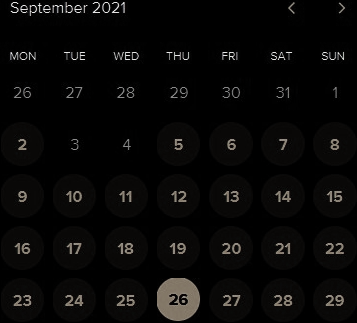 September 2021
MON TUE WED THU FRI SAT SUN
26 27 28 29 30 31 1
2 3 4 5 6 7 8
9 10 11 12 13 14 15
16 17 18 19 20 21 22
23 24 25 26 27 28 29